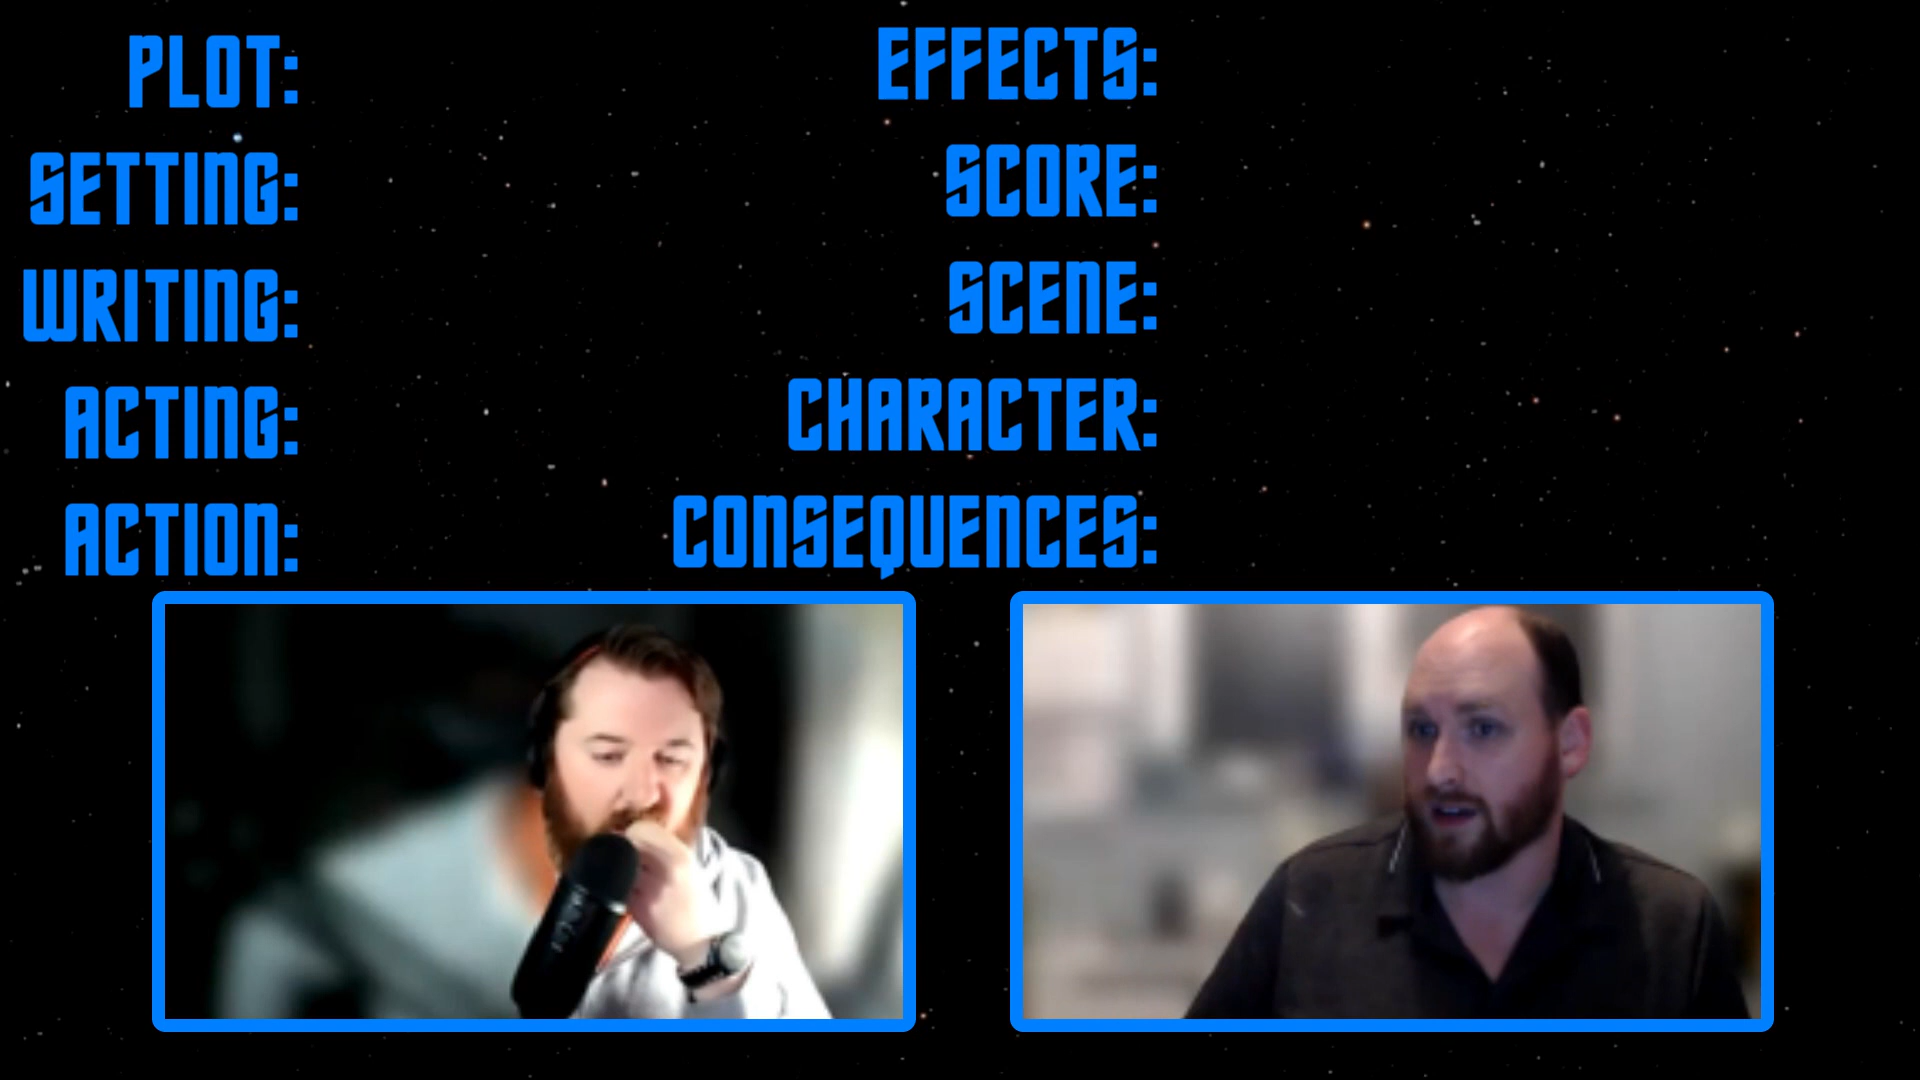 PLOT:
SETTING:
WRITING:
ACTING:
ACTION:
EFFECTS:
SCORE:
SCENE:
CHARACTER:
CONSEQUENCES: